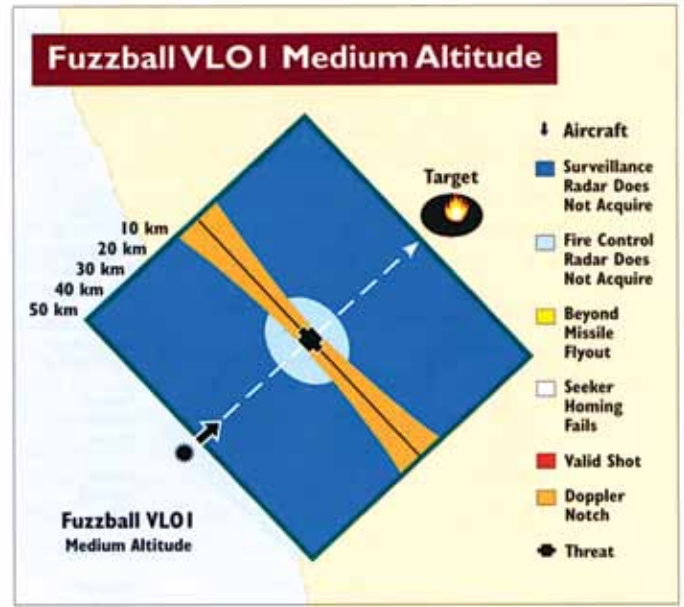 Fuzzball VLO1 Medium Altitude
Target
10 km
20 km
30 km
40 km
50 km
Fuzzball VLO1
Medium Altitude
Aircraft
Surveillance
Radar Does
Not Acquire
Fire Control
Radar Does
Not Acquire
Beyond
Missile
Flyout
Seeker
Homing
Fails
Valid Shot
Doppler
Notch
Threat